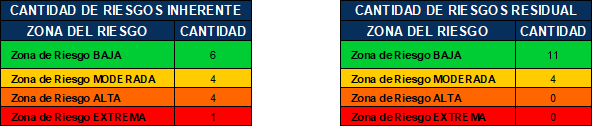 CANTIDAD DE RIESGOS INHERENTE
ZONA DEL RIESGO CANTIDAD
Zona de Riesgo BAJA 6
Zona de Riesgo MODERADA 4
Zona de Riesgo ALTA 4
Zona de Riesgo EXTREMA 1
CANTIDAD DE RIESGOS RESIDUAL
ZONA DEL RIESGO CANTIDAD
Zona de Riesgo BAJA 11
Zona de Riesgo MODERADA 4
Zona de Riesgo ALTA 0
Zona de Riesgo EXTREMA 0